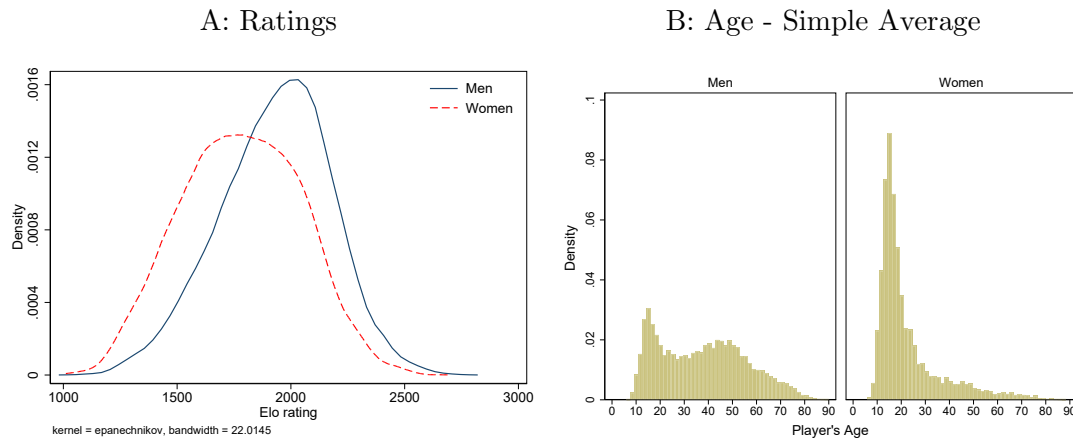 A: Ratings
.0016
.0012
.0008
.0004
0
Density
Men
Women
1000 1500 2000 2500 3000
Elo rating
kernel = epanechnikov, bandwidth = 22.0145
B: Age - Simple Average
Men Women
.1
.08
.06
.04
.02
0
Density
0 10 20 30 40 50 60 70 80 90 0 10 20 30 40 50 60 70 80 90
Player's Age